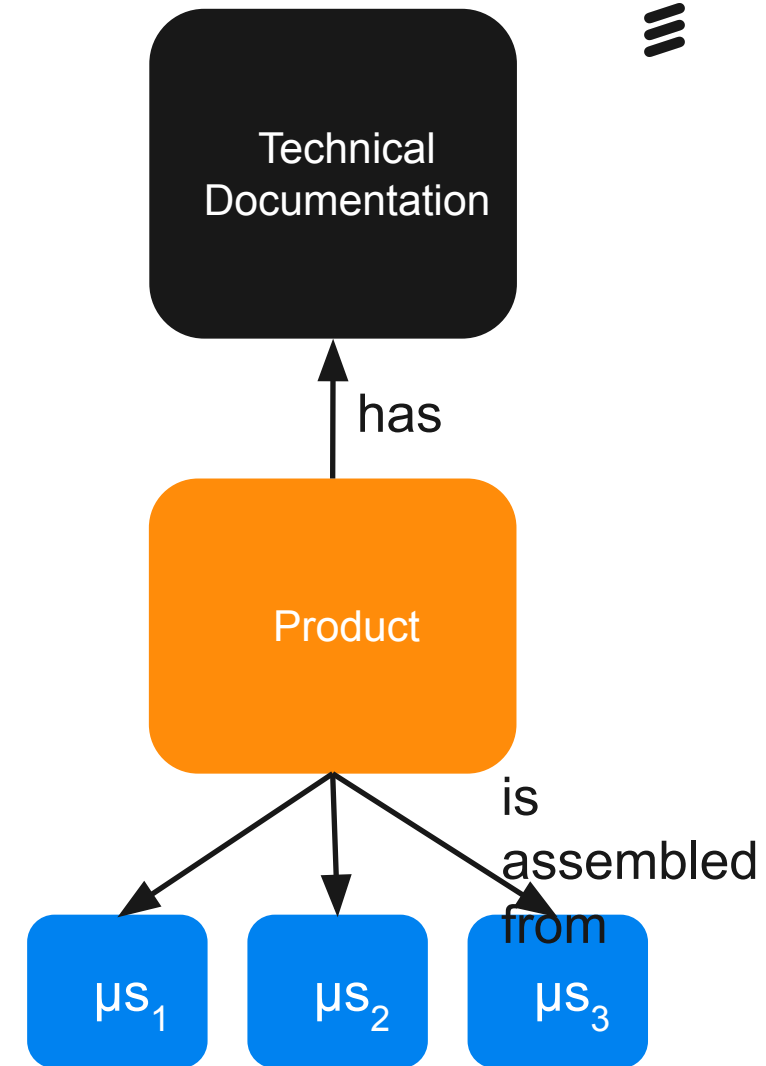 Technical
Documentation
has
Product
is
assembled
from
µs₁
µs₂
µs₃